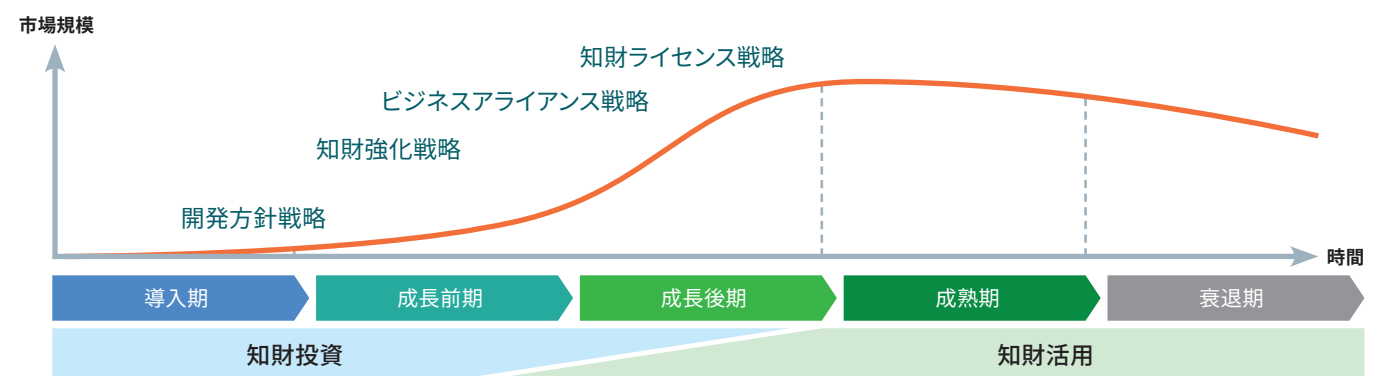 市場規模
知財ライセンス戦略
ビジネスアライアンス戦略
知財強化戦略
開発方針戦略
時間
導入期
成長前期
成長後期
成熟期
衰退期
知財投資
知財活用